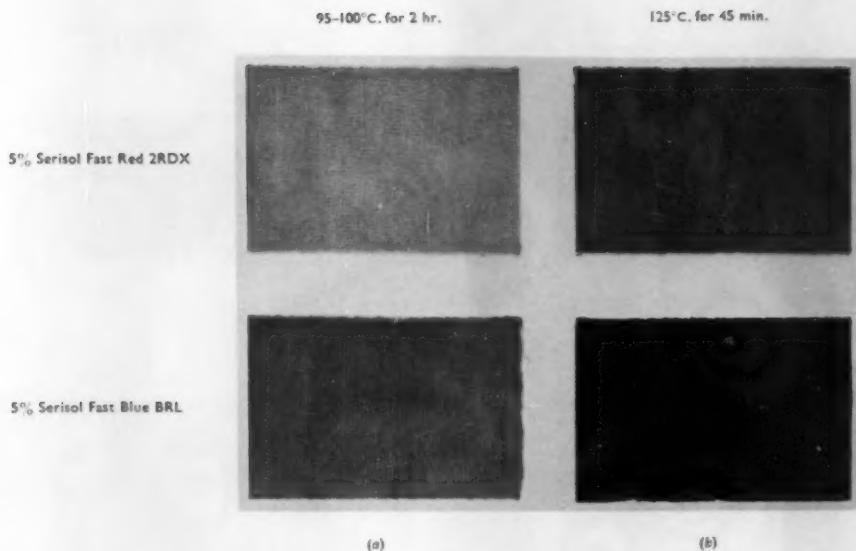 95–100°C. for 2 hr. 125°C. for 45 min.
5% Serisol Fast Red 2RDX
5% Serisol Fast Blue BRL
(a) (b)